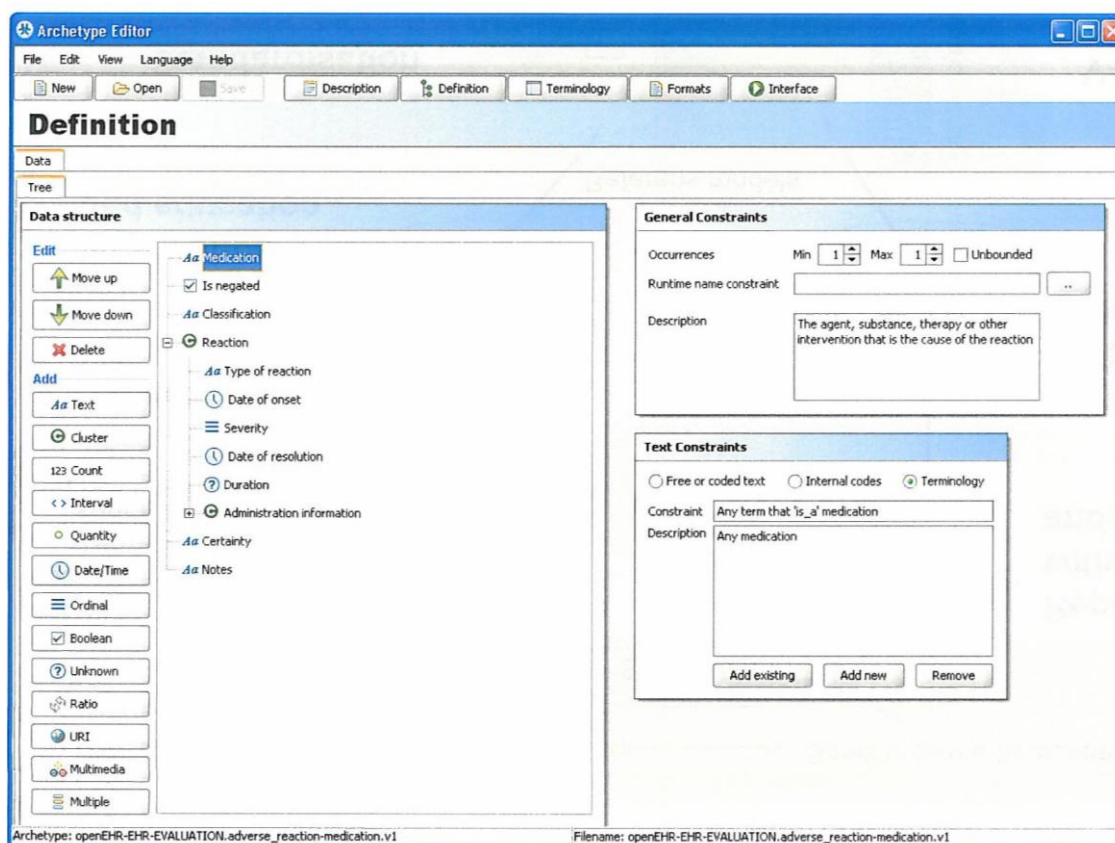 Archetype Editor
File Edit View Language Help
New Open Save Description Definition Terminology Formats Interface
Definition
Data
Tree
Data structure
Edit
Move up
Move down
Delete
Add
Aa Text
Cluster
123 Count
Interval
Quantity
Date/Time
Ordinal
Boolean
Unknown
Ratio
URI
Multimedia
Multiple
Aa Medication
Is negated
Aa Classification
Reaction
Aa Type of reaction
Date of onset
Severity
Date of resolution
Duration
Administration information
Aa Certainty
Aa Notes
General Constraints
Occurrences Min 1 Max 1 Unbounded
Runtime name constraint ..
Description The agent, substance, therapy or other
intervention that is the cause of the reaction
Text Constraints
Free or coded text Internal codes Terminology
Constraint Any term that 'is_a' medication
Description Any medication
Add existing Add new Remove
Archetype: openEHR-EHR-EVALUATION.adverse_reaction-medication.v1 Filename: openEHR-EHR-EVALUATION.adverse_reaction-medication.v1